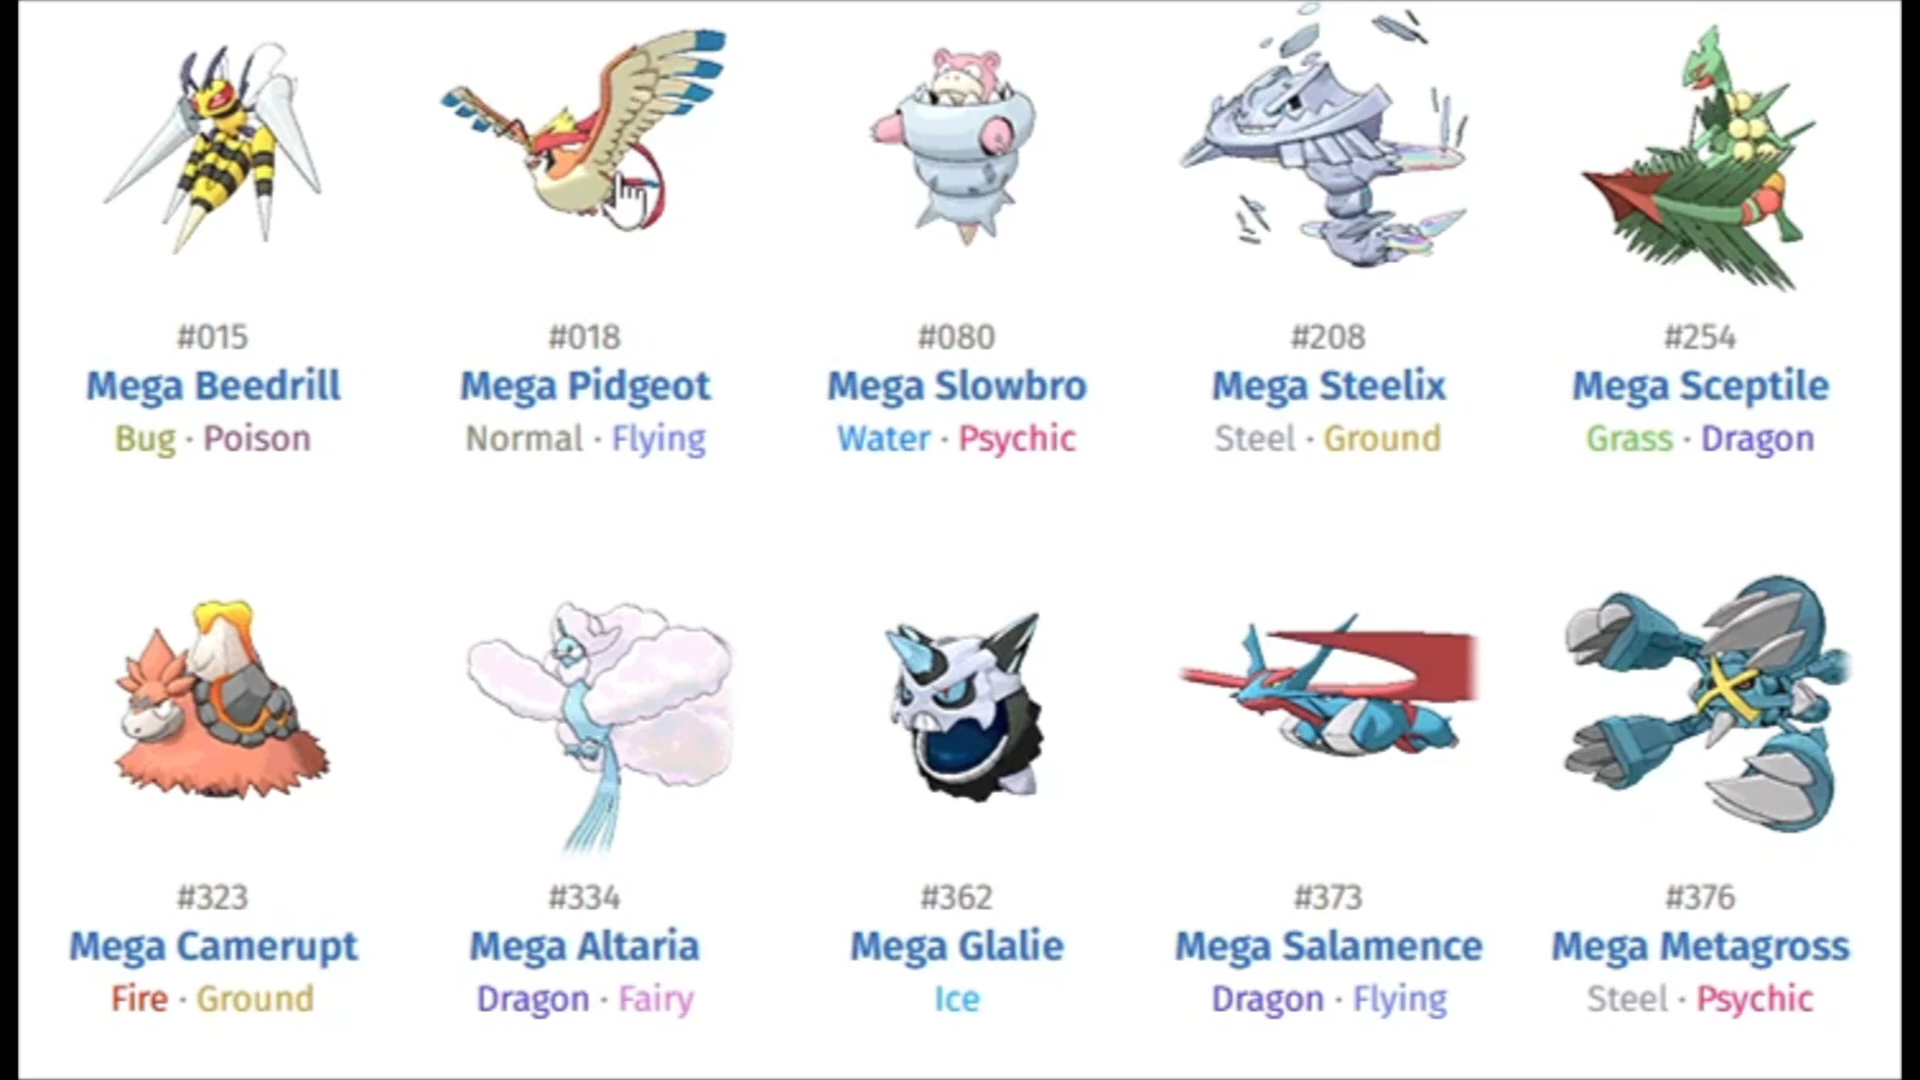 #015
Mega Beedrill
Bug · Poison
#018
Mega Pidgeot
Normal · Flying
#080
Mega Slowbro
Water · Psychic
#208
Mega Steelix
Steel · Ground
#254
Mega Sceptile
Grass · Dragon
#323
Mega Camerupt
Fire · Ground
#334
Mega Altaria
Dragon · Fairy
#362
Mega Glalie
Ice
#373
Mega Salamence
Dragon · Flying
#376
Mega Metagross
Steel · Psychic